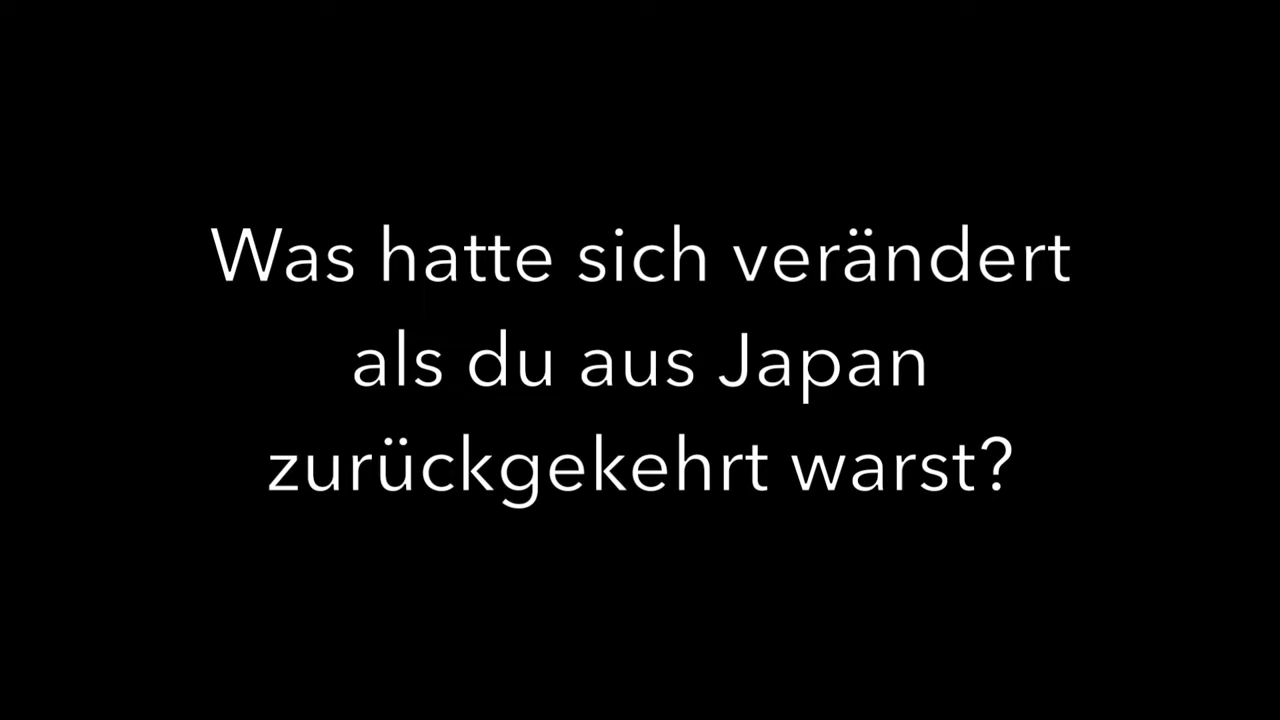 Was hatte sich verändert
als du aus Japan
zurückgekehrt warst?